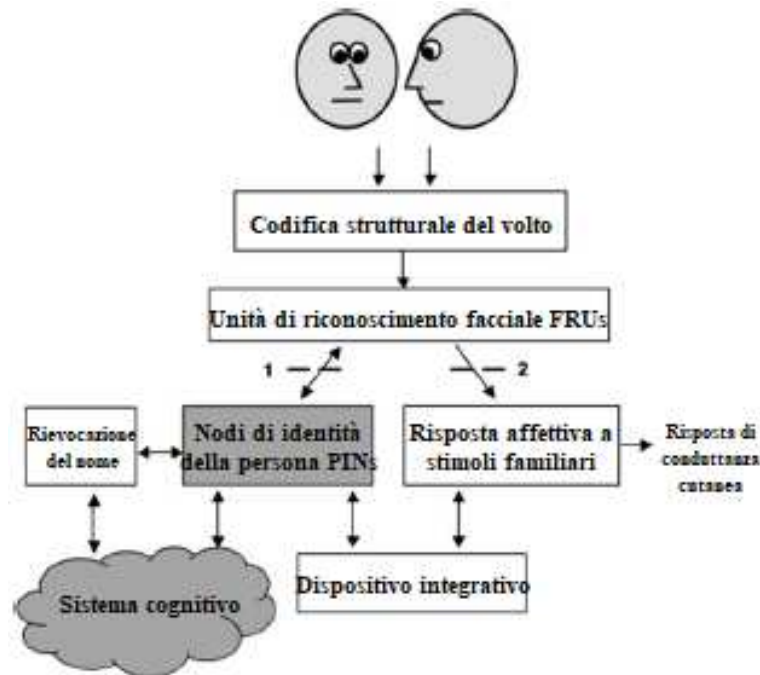 Codifica strutturale del volto
Unità di riconoscimento facciale FRUs
1
2
Rievocazione
del nome
Nodi di identità
della persona PINs
Risposta affettiva a
stimoli familiari
Risposta di
conduttanza
cutanea
Sistema cognitivo
Dispositivo integrativo